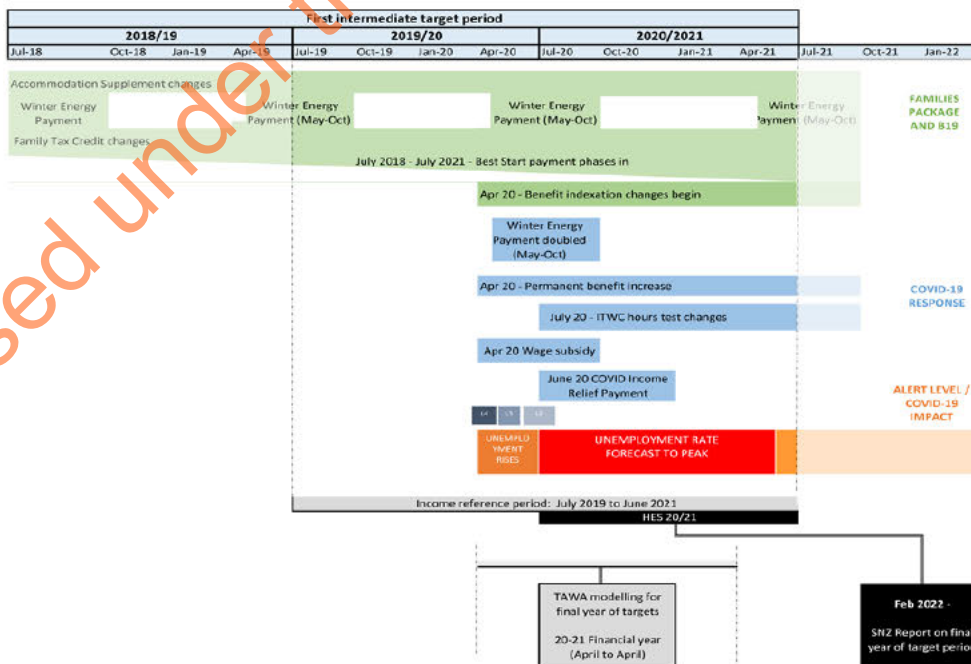 First intermediate target period
2018/19 2019/20 2020/2021
Jul-18 Oct-18 Jan-19 Apr-19 Jul-19 Oct-19 Jan-20 Apr-20 Jul-20 Oct-20 Jan-21 Apr-21 Jul-21 Oct-21 Jan-22
Accommodation Supplement changes
Winter Energy
Payment
Winter Energy
Payment (May-Oct)
Winter Energy
Payment (May-Oct)
Winter Energy
Payment (May-Oct)
FAMILIES
PACKAGE
AND B19
Family Tax Credit changes
July 2018 - July 2021 - Best Start payment phases in
Apr 20 - Benefit indexation changes begin
Winter Energy
Payment doubled
(May-Oct)
Apr 20 - Permanent benefit increase
COVID-19
RESPONSE
July 20 - ITWC hours test changes
Apr 20 Wage subsidy
June 20 COVID Income
Relief Payment
ALERT LEVEL /
COVID-19
IMPACT
L4
UNEMPLO
YMENT
RISES
UNEMPLOYMENT RATE
FORECAST TO PEAK
Income reference period: July 2019 to June 2021
HES 20/21
TAWA modelling for
final year of targets
20-21 Financial year
(April to April)
Feb 2022 -
SNZ Report on fina
year of target perio
sed under t